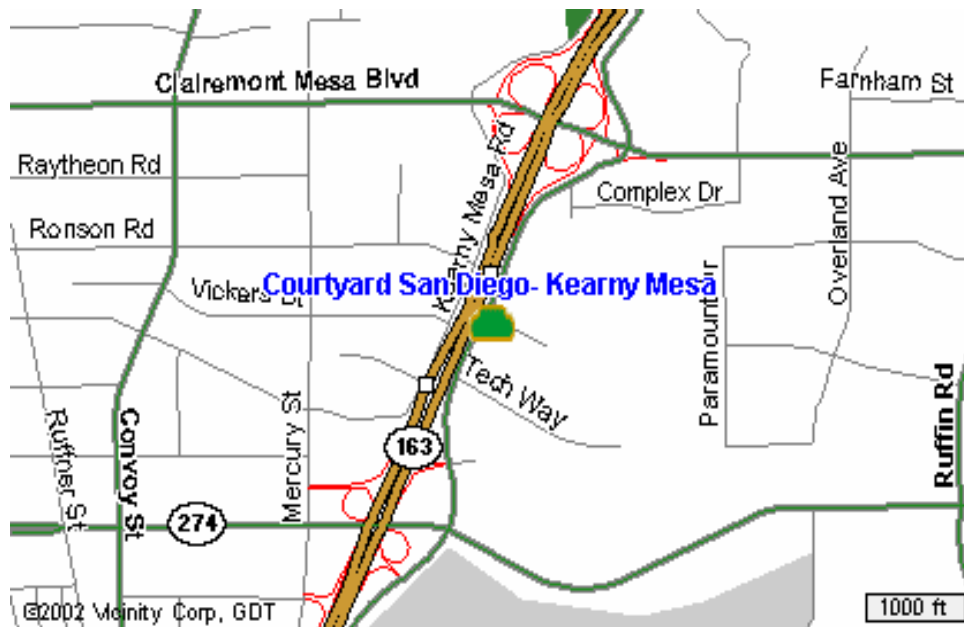 Clairemont Mesa Blvd
Farnham St
Raytheon Rd
Kearny Mesa Rd
Complex Dr
Overland Ave
Ronson Rd
Courtyard San Diego- Kearny Mesa
Vickers
Paramount Dr
Tech Way
Mercury St
Ruffin Rd
Ruffner St
Convoy St
163
274
©2002 Vicinity Corp, GDT
1000 ft